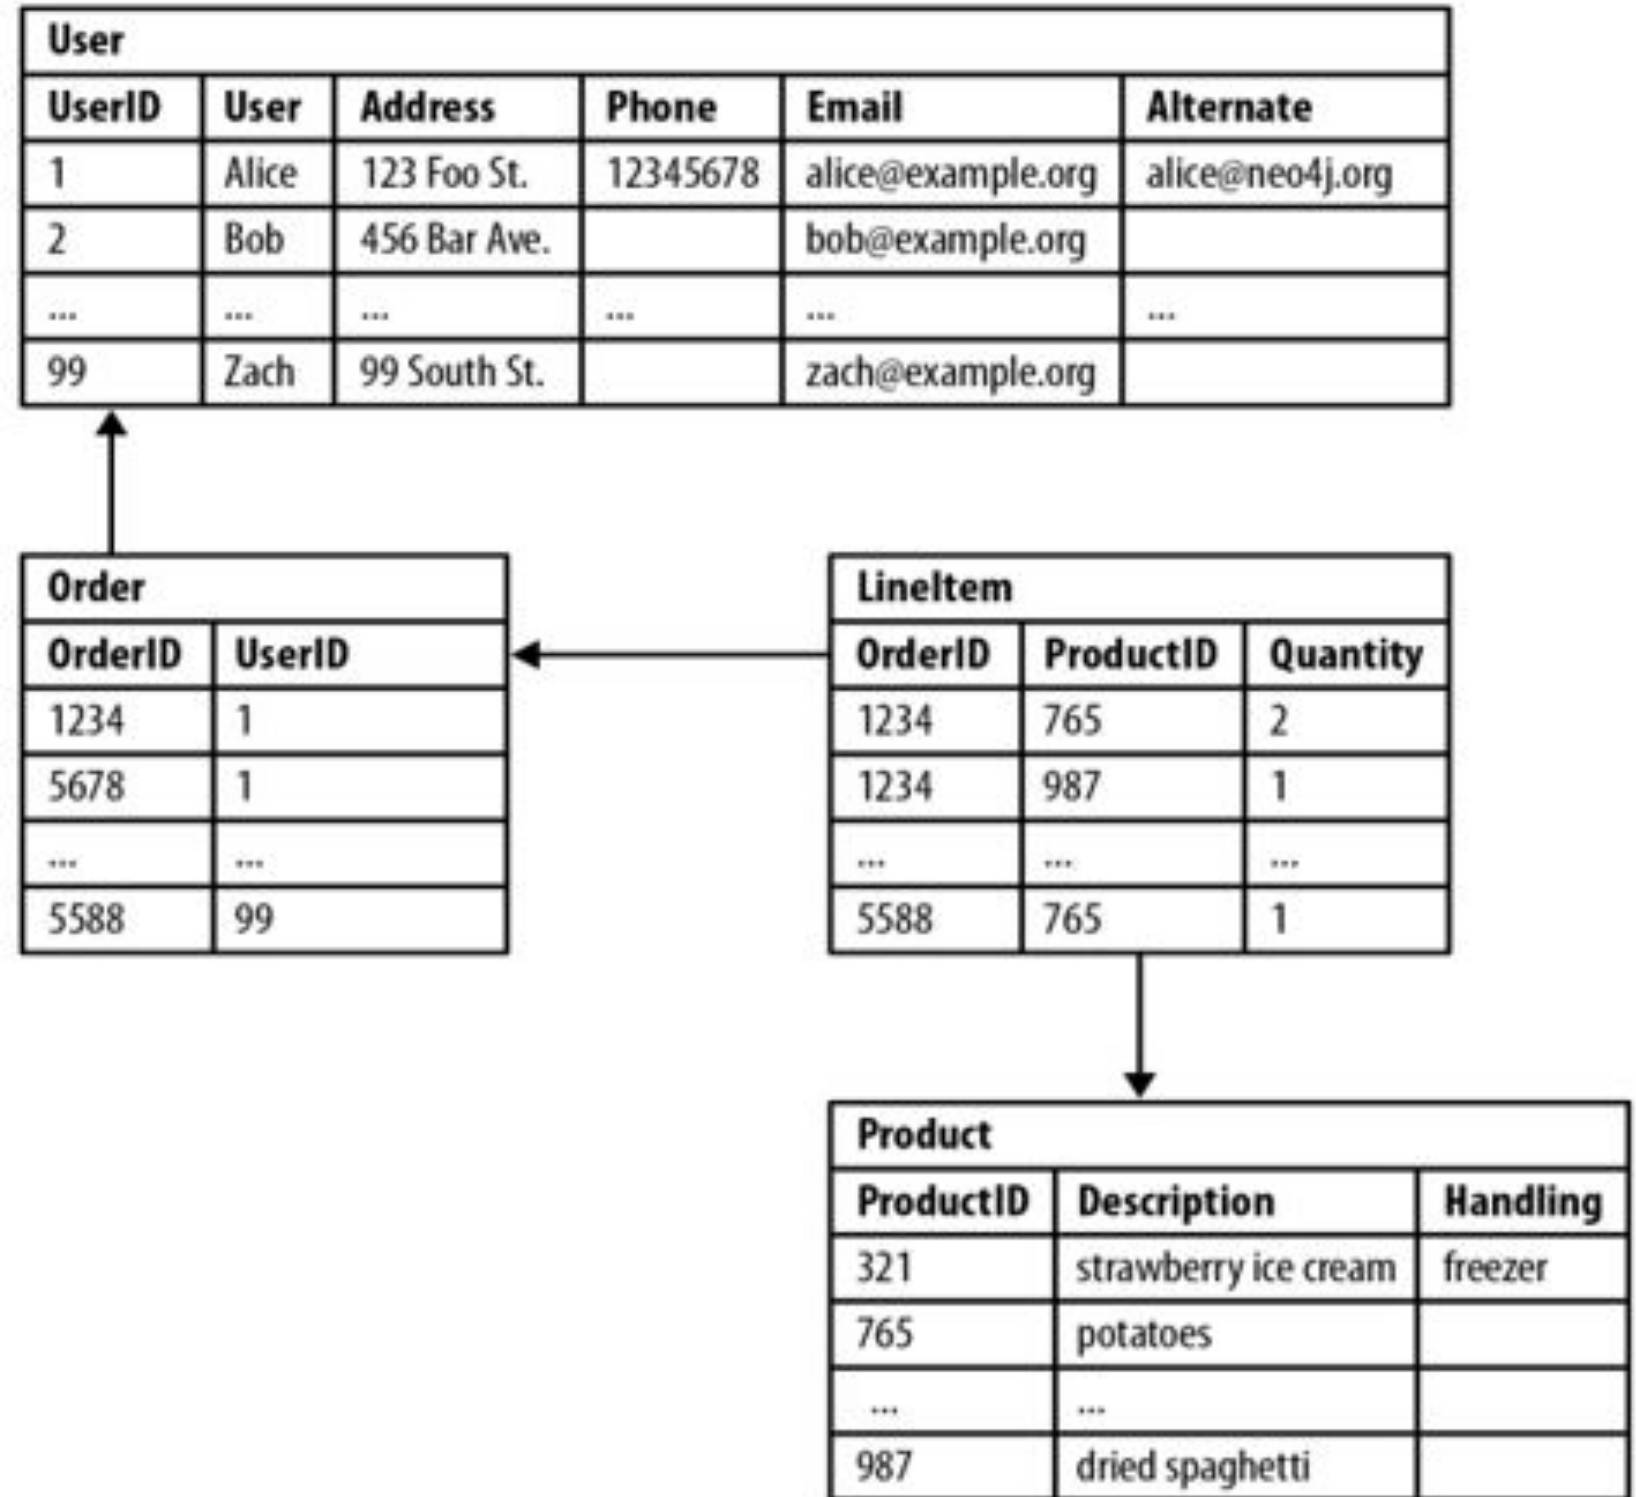 User
UserID User Address Phone Email Alternate
1 Alice 123 Foo St. 12345678 alice@example.org alice@neo4j.org
2 Bob 456 Bar Ave. bob@example.org
... ... ... ... ... ...
99 Zach 99 South St. zach@example.org
Order
OrderID UserID
1234 1
5678 1
... ...
5588 99
LineItem
OrderID ProductID Quantity
1234 765 2
1234 987 1
... ... ...
5588 765 1
Product
ProductID Description Handling
321 strawberry ice cream freezer
765 potatoes
... ...
987 dried spaghetti